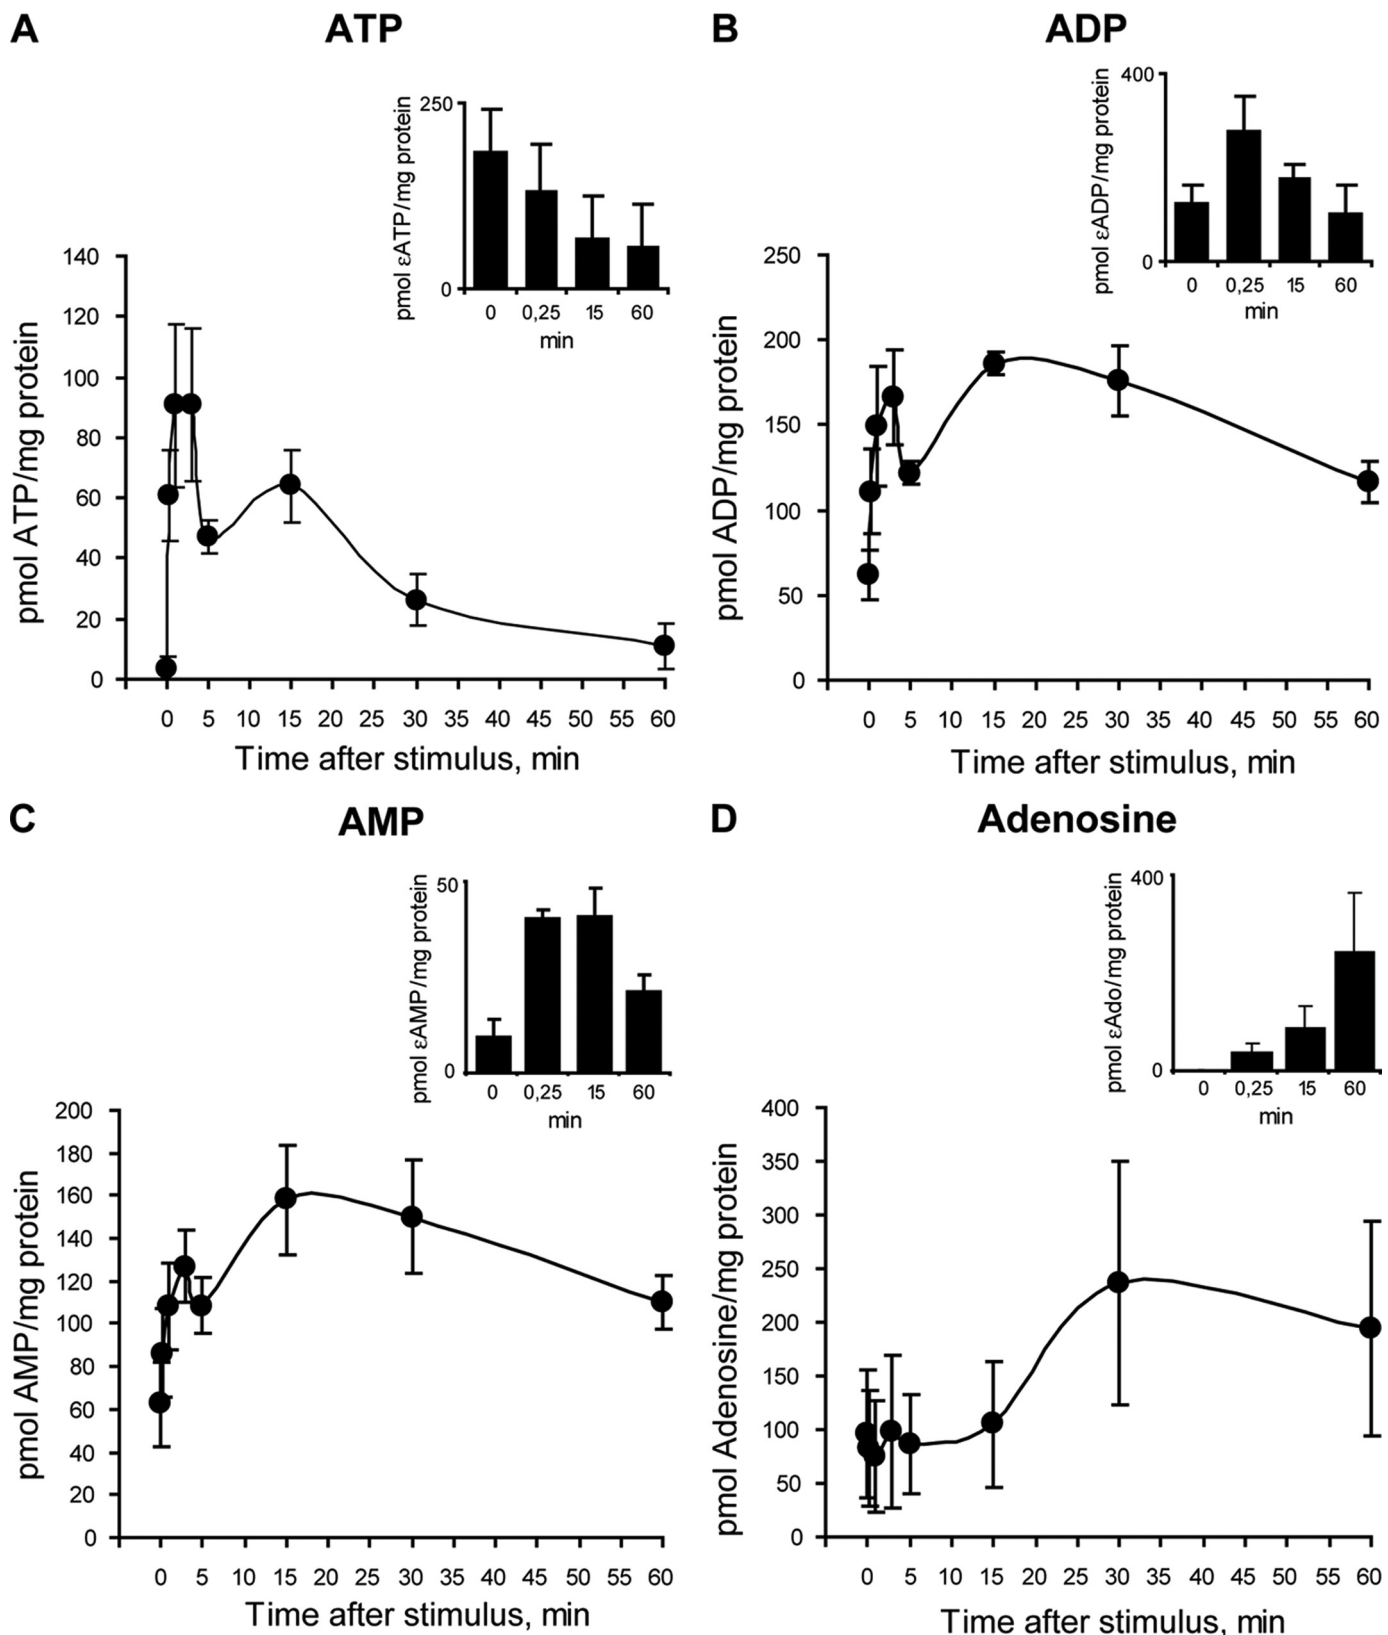 A
ATP
pmol εATP/mg protein
250
0
0 0,25 15 60
min
pmol ATP/mg protein
140
120
100
80
60
40
20
0
0 5 10 15 20 25 30 35 40 45 50 55 60
Time after stimulus, min
B
ADP
pmol εADP/mg protein
400
0
0 0,25 15 60
min
pmol ADP/mg protein
250
200
150
100
50
0
0 5 10 15 20 25 30 35 40 45 50 55 60
Time after stimulus, min
C
AMP
pmol εAMP/mg protein
50
0
0 0,25 15 60
min
pmol AMP/mg protein
200
180
160
140
120
100
80
60
40
20
0
0 5 10 15 20 25 30 35 40 45 50 55 60
Time after stimulus, min
D
Adenosine
pmol εAdo/mg protein
400
0
0 0,25 15 60
min
pmol Adenosine/mg protein
400
350
300
250
200
150
100
50
0
0 5 10 15 20 25 30 35 40 45 50 55 60
Time after stimulus, min